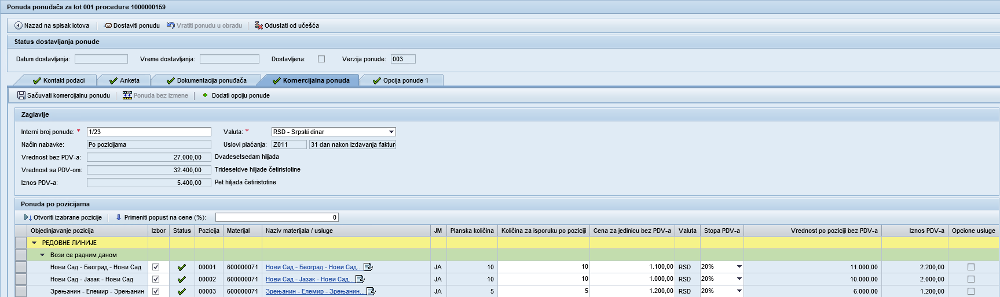 Ponuda ponuđača za lot 001 procedure 1000000159
Nazad na spisak lotova Dostaviti ponudu Vratiti ponudu u obradu Odustati od učešća
Status dostavljanja ponude
Datum dostavljanja: Vreme dostavljanja: Dostavljena: Verzija ponude: 003
Kontakt podaci Anketa Dokumentacija ponuđača Komercijalna ponuda Opcija ponude 1
Sačuvati komercijalnu ponudu Ponuda bez izmene Dodati opciju ponude
Zaglavlje
Interni broj ponude: * 1/23 Valuta: * RSD - Srpski dinar
Način nabavke: Po pozicijama Uslovi plaćanja: Z011 31 dan nakon izdavanja fakture
Vrednost bez PDV-a: 27.000,00 Dvadesetsedam hiljada
Vrednost sa PDV-om: 32.400,00 Tridesetdve hiljade četiristotine
Iznos PDV-a: 5.400,00 Pet hiljada četiristotine
Ponuda po pozicijama
Otvoriti izabrane pozicije Primeniti popust na cene (%): 0
Objedinjavanje pozicija Izbor Status Pozicija Materijal Naziv materijala / usluge JM Planska količina Količina za isporuku po poziciji Cena za jedinicu bez PDV-a Valuta Stopa PDV-a Vrednost po poziciji bez PDV-a Iznos PDV-a Opcione usluge
РЕДОВНЕ ЛИНИЈЕ
Вози се радним даном
Нови Сад - Београд - Нови Сад 00001 600000071 Нови Сад - Београд - Нови Сад... JA 10 10 1.100,00 RSD 20% 11.000,00 2.200,00
Нови Сад - Јазак - Нови Сад 00002 600000071 Нови Сад - Јазак - Нови Сад... JA 10 10 1.000,00 RSD 20% 10.000,00 2.000,00
Зрењанин - Елемир - Зрењанин 00003 600000071 Зрењанин - Елемир - Зрењанин... JA 5 5 1.200,00 RSD 20% 6.000,00 1.200,00